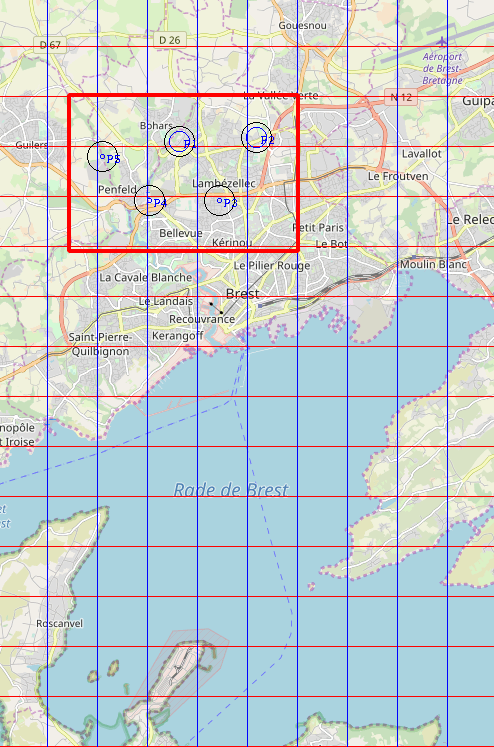 Gouesnou
D 26
D 67
Aéroport
de Brest-
Bretagne
La Vallée Verte
N 12
Guipa
Bohars
P1
P2
Guilers
Lavallot
P5
Le Froutven
Penfeld
Lambézellec
P4
P3
Le Relec
Petit Paris
Bellevue
Kérinou
Le Bot
Le Pilier Rouge
Moulin Blanc
La Cavale Blanche
Brest
Le Landais
Recouvrance
Saint-Pierre-
Quilbignon
Kerangoff
nopôle
t Iroise
Rade de Brest
et
est
Roscanvel